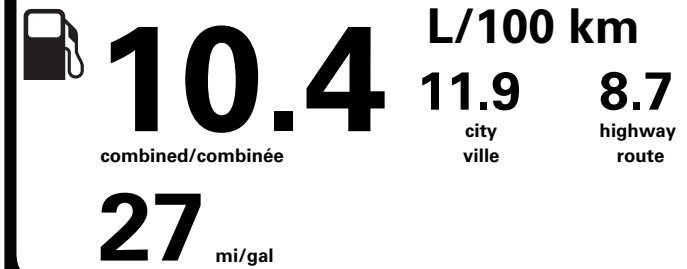 L/100 km
10.4 11.9 8.7
combined/combinée city highway
ville route
27 mi/gal